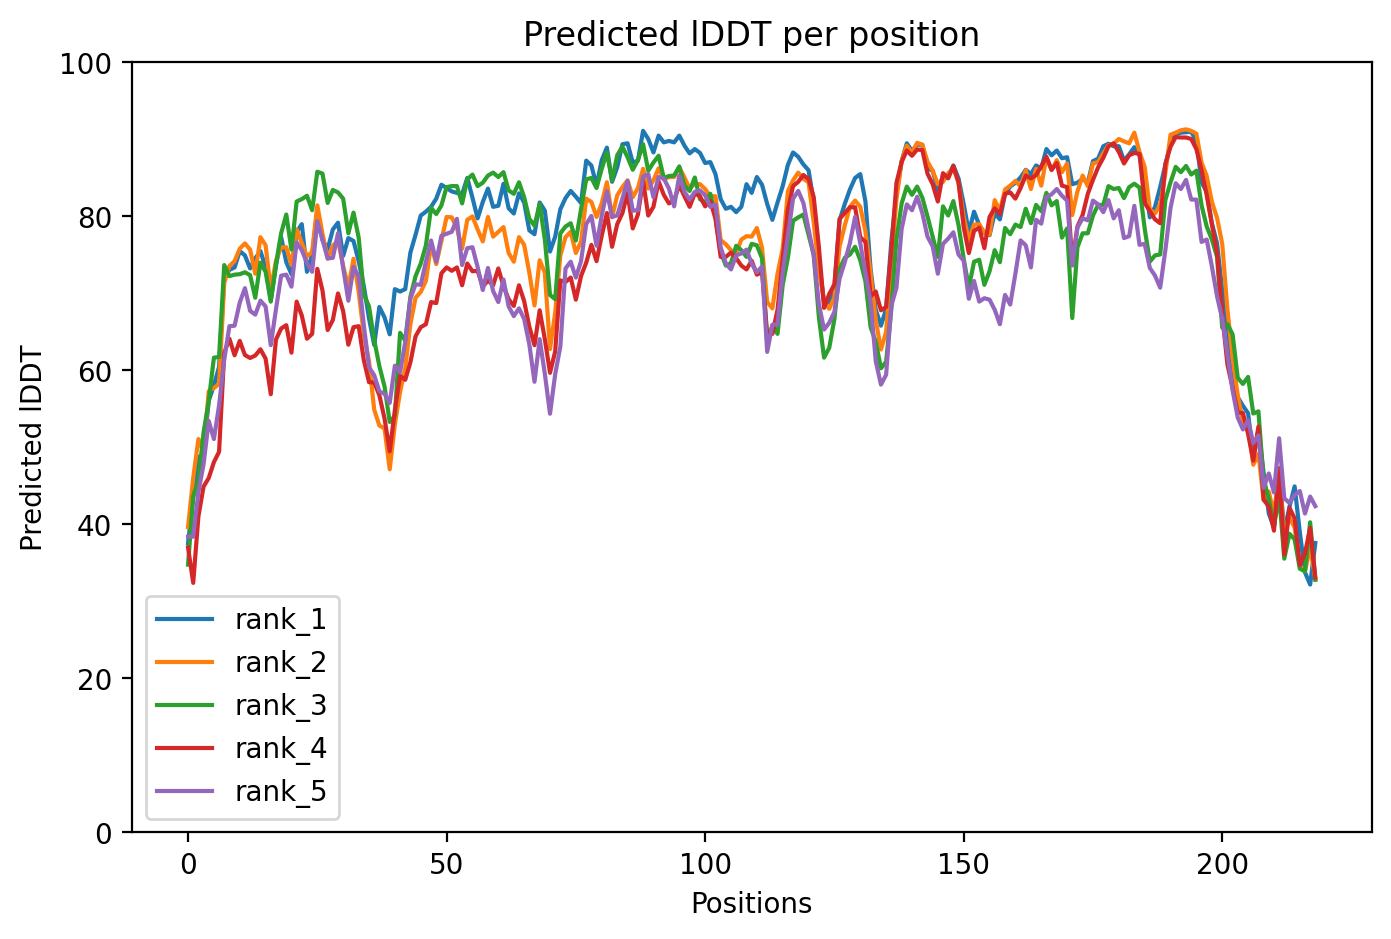 Predicted lDDT per position
100
80
60
40
20
0
Predicted lDDT
rank_1
rank_2
rank_3
rank_4
rank_5
0 50 100 150 200
Positions